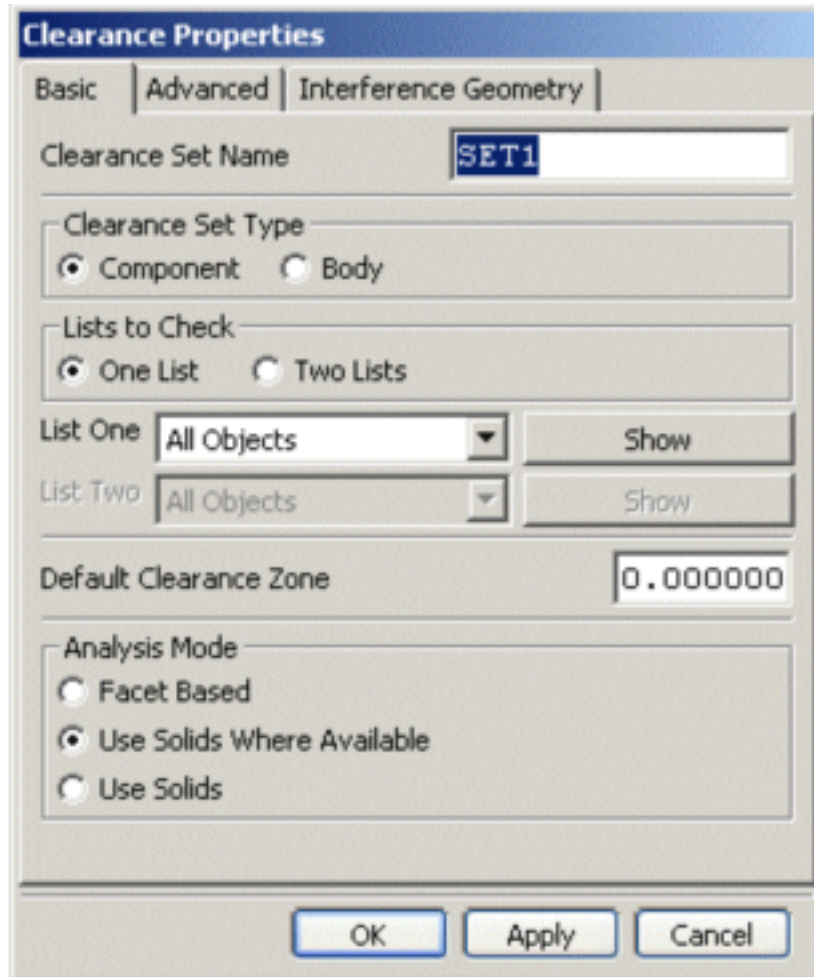 Clearance Properties
Basic Advanced Interference Geometry
Clearance Set Name SET1
Clearance Set Type
Component Body
Lists to Check
One List Two Lists
List One All Objects Show
List Two All Objects Show
Default Clearance Zone 0.000000
Analysis Mode
Facet Based
Use Solids Where Available
Use Solids
OK Apply Cancel